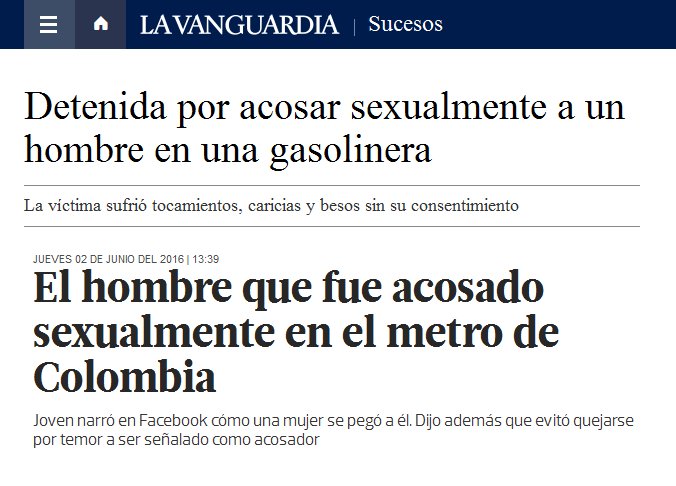 LA VANGUARDIA | Sucesos
Detenida por acosar sexualmente a un
hombre en una gasolinera
La víctima sufrió tocamientos, caricias y besos sin su consentimiento
JUEVES 02 DE JUNIO DEL 2016 | 13:39
El hombre que fue acosado
sexualmente en el metro de
Colombia
Joven narró en Facebook cómo una mujer se pegó a él. Dijo además que evitó quejarse
por temor a ser señalado como acosador